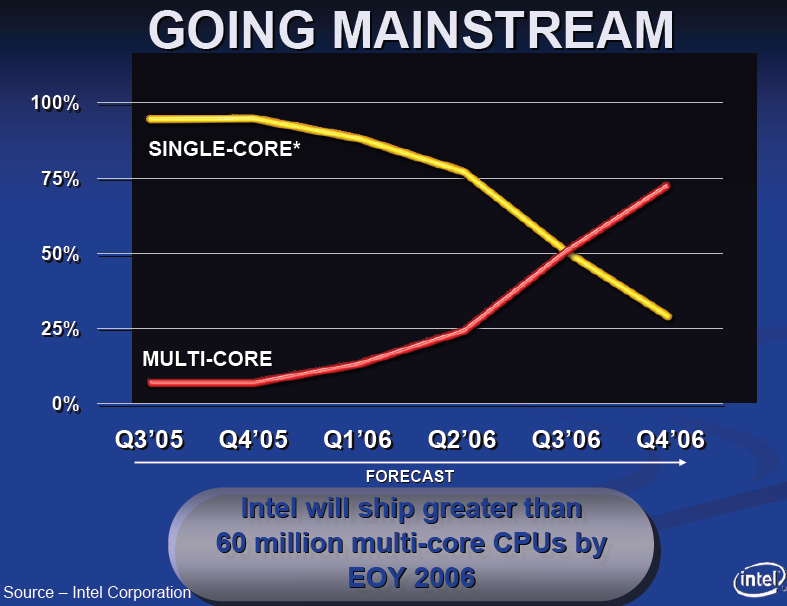 GOING MAINSTREAM
100%
SINGLE-CORE*
75%
50%
25%
MULTI-CORE
0%
Q3’05 Q4’05 Q1’06 Q2’06 Q3’06 Q4’06
FORECAST
Intel will ship greater than
60 million multi-core CPUs by
EOY 2006
Source – Intel Corporation
intel